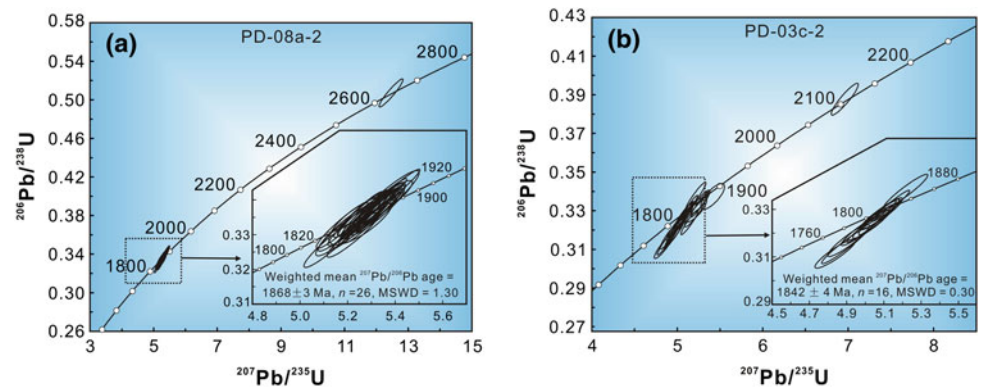 (a)
PD-08a-2
0.58
0.54
0.50
0.46
0.42
0.38
0.34
0.30
0.26
2800
2600
2400
2200
2000
1800
1920
1900
1820
1800
0.33
0.32
0.31
Weighted mean ²⁰⁷Pb/²⁰⁶Pb age =
1868±3 Ma, n=26, MSWD = 1.30
4.8 5.0 5.2 5.4 5.6
3 5 7 9 11 13 15
²⁰⁶Pb/²³⁸U
²⁰⁷Pb/²³⁵U
(b)
PD-03c-2
0.43
0.41
0.39
0.37
0.35
0.33
0.31
0.29
0.27
2200
2100
2000
1900
1800
1880
1800
1760
0.33
0.31
0.29
Weighted mean ²⁰⁷Pb/²⁰⁶Pb age =
1842 ± 4 Ma, n=16, MSWD = 0.30
4.5 4.7 4.9 5.1 5.3 5.5
4 5 6 7 8
²⁰⁶Pb/²³⁸U
²⁰⁷Pb/²³⁵U